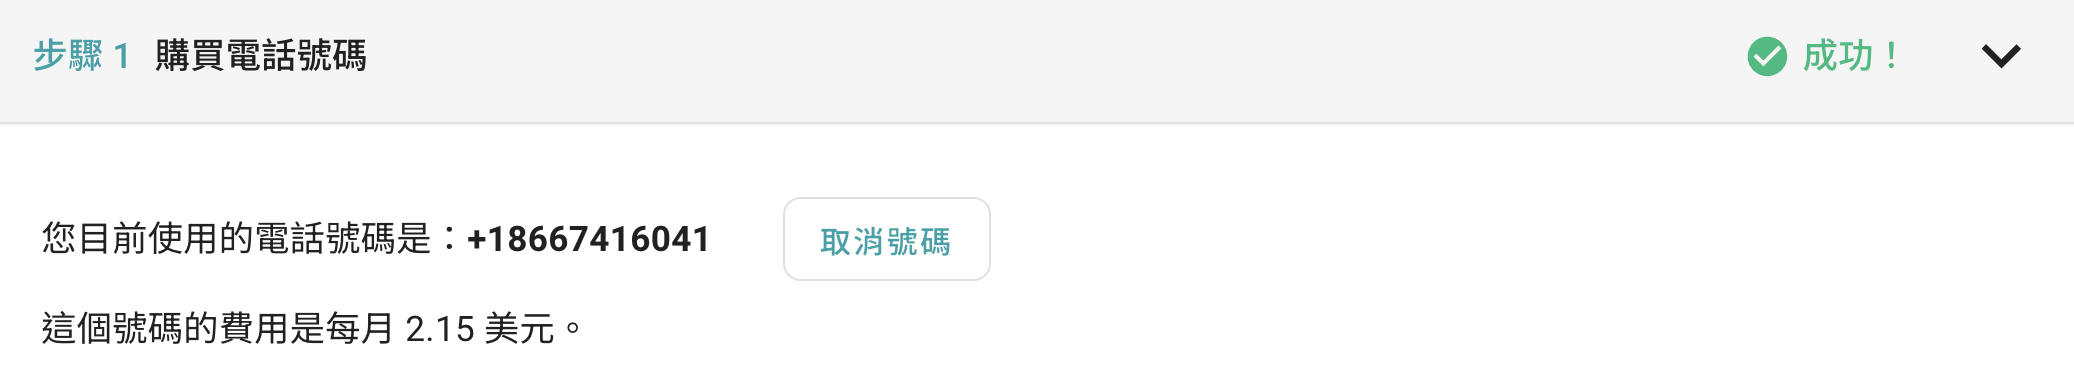 步驟 1 購買電話號碼
成功！
您目前使用的電話號碼是：+18667416041
取消號碼
這個號碼的費用是每月 2.15 美元。